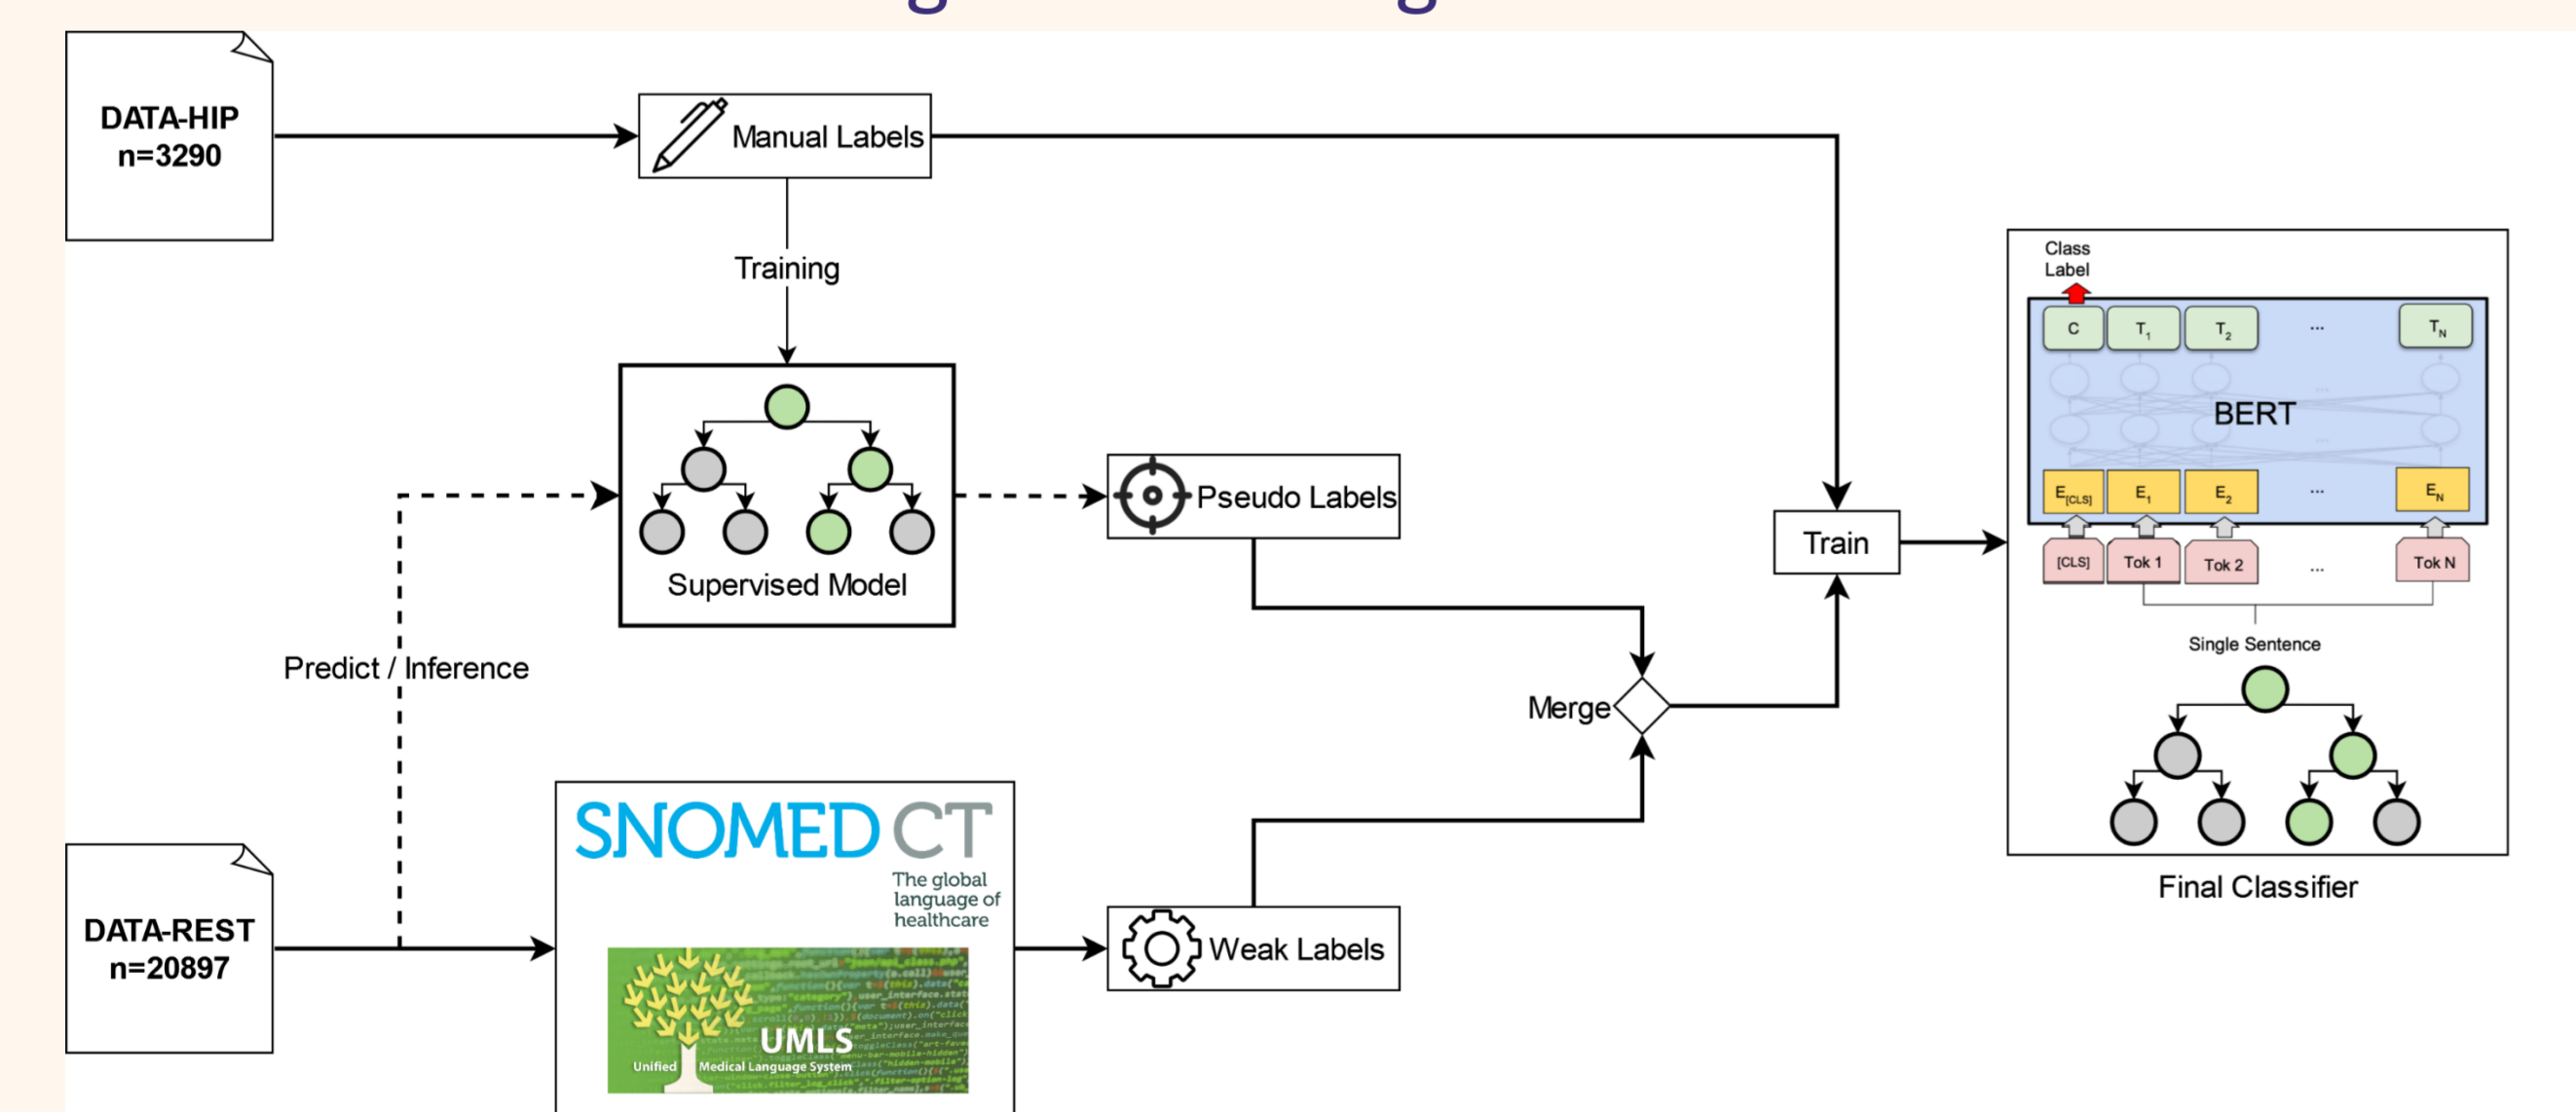 DATA-HIP
n=3290
Manual Labels
Training
Supervised Model
Pseudo Labels
Predict / Inference
Merge
Train
DATA-REST
n=20897
SNOMED CT
The global
language of
healthcare
UMLS
Unified Medical Language System
Weak Labels
Class
Label
C T1 T2 ... TN
...
BERT
...
E[CLS] E1 E2 ... EN
[CLS] Tok 1 Tok 2 ... Tok N
Single Sentence
Final Classifier